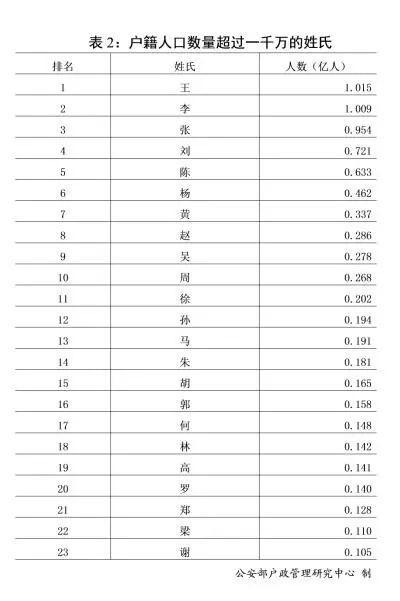 表 2：户籍人口数量超过一千万的姓氏
排名 姓氏 人数（亿人）
1 王 1.015
2 李 1.009
3 张 0.954
4 刘 0.721
5 陈 0.633
6 杨 0.462
7 黄 0.337
8 赵 0.286
9 吴 0.278
10 周 0.268
11 徐 0.202
12 孙 0.194
13 马 0.191
14 朱 0.181
15 胡 0.165
16 郭 0.158
17 何 0.148
18 林 0.142
19 高 0.141
20 罗 0.140
21 郑 0.128
22 梁 0.110
23 谢 0.105
公安部户政管理研究中心 制